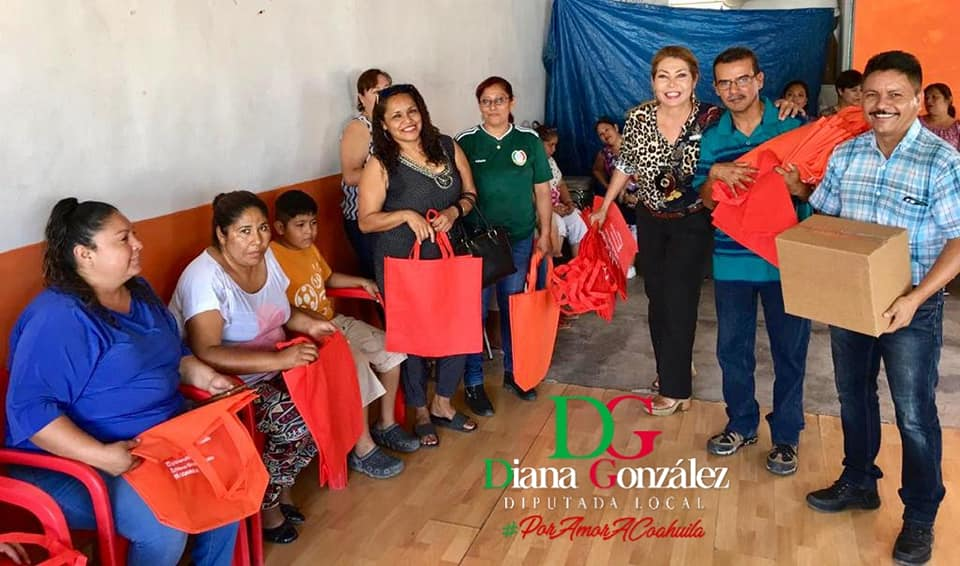 DG
Diana González
DIPUTADA LOCAL
#PorAmorACoahuila